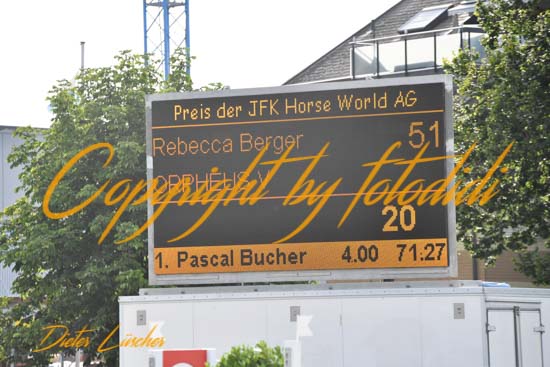 Preis der JFK Horse World AG
Rebecca Berger 51
ORPHEUS V
20
1. Pascal Bucher 4.00 71.27
Copyright by fotodidi
Dieter Lüscher